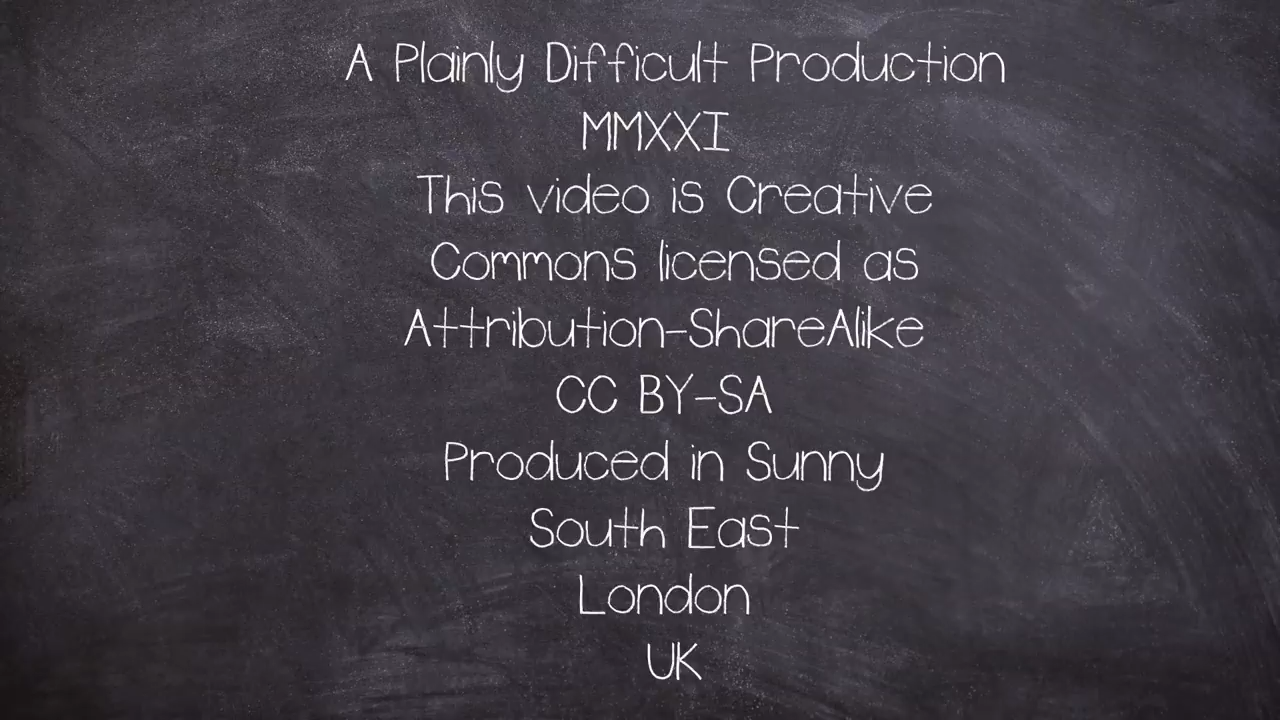 A Plainly Difficult Production
MMXXI
This video is Creative
Commons licensed as
Attribution-ShareAlike
CC BY-SA
Produced in Sunny
South East
London
UK